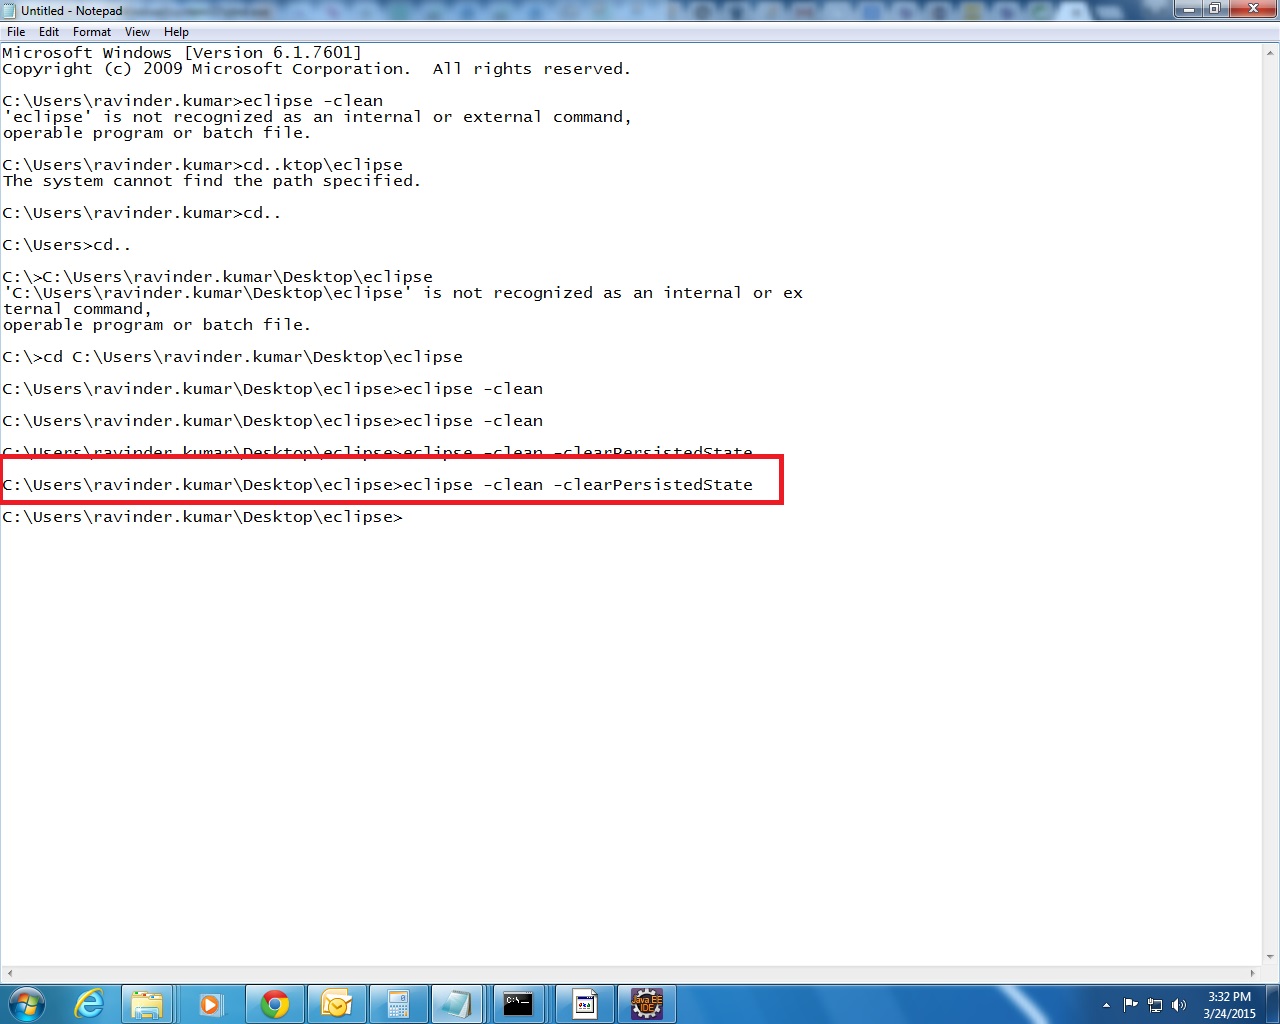 Untitled - Notepad
File Edit Format View Help
Microsoft Windows [Version 6.1.7601]
Copyright (c) 2009 Microsoft Corporation.  All rights reserved.
C:\Users\ravinder.kumar>eclipse -clean
'eclipse' is not recognized as an internal or external command,
operable program or batch file.
C:\Users\ravinder.kumar>cd..ktop\eclipse
The system cannot find the path specified.
C:\Users\ravinder.kumar>cd..
C:\Users>cd..
C:\>C:\Users\ravinder.kumar\Desktop\eclipse
'C:\Users\ravinder.kumar\Desktop\eclipse' is not recognized as an internal or ex
ternal command,
operable program or batch file.
C:\>cd C:\Users\ravinder.kumar\Desktop\eclipse
C:\Users\ravinder.kumar\Desktop\eclipse>eclipse -clean
C:\Users\ravinder.kumar\Desktop\eclipse>eclipse -clean
C:\Users\ravinder.kumar\Desktop\eclipse>eclipse -clean -clearPersistedState
C:\Users\ravinder.kumar\Desktop\eclipse>eclipse -clean -clearPersistedState
C:\Users\ravinder.kumar\Desktop\eclipse>
C:\_
Java EE
IDE
3:32 PM
3/24/2015